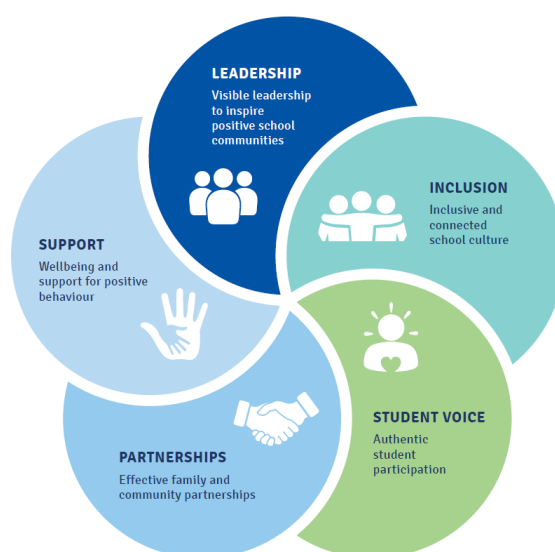 LEADERSHIP
Visible leadership
to inspire
positive school
communities
INCLUSION
Inclusive and
connected
school culture
STUDENT VOICE
Authentic
student
participation
PARTNERSHIPS
Effective family and
community partnerships
SUPPORT
Wellbeing and
support for positive
behaviour